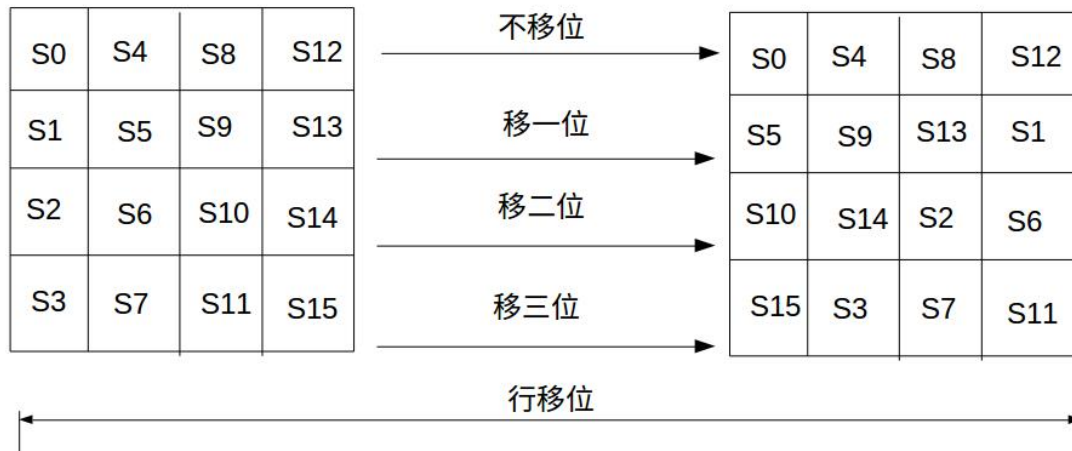 S0 S4 S8 S12 不移位 S0 S4 S8 S12
S1 S5 S9 S13 移一位 S5 S9 S13 S1
S2 S6 S10 S14 移二位 S10 S14 S2 S6
S3 S7 S11 S15 移三位 S15 S3 S7 S11
行移位